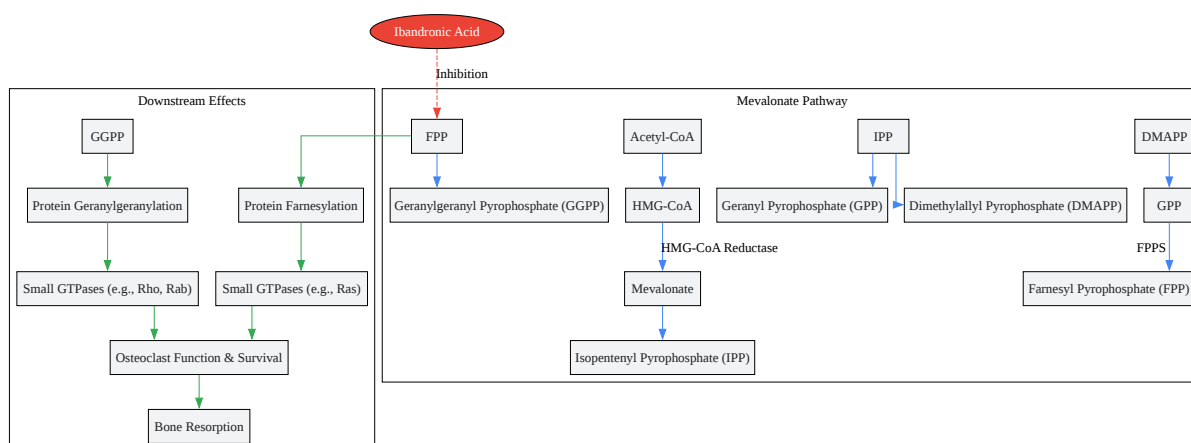 Ibandronic Acid
Inhibition
Downstream Effects
Mevalonate Pathway
GGPP
FPP
Acetyl-CoA
IPP
DMAPP
Protein Geranylgeranylation
Protein Farnesylation
Geranylgeranyl Pyrophosphate (GGPP)
HMG-CoA
Geranyl Pyrophosphate (GPP)
Dimethylallyl Pyrophosphate (DMAPP)
GPP
HMG-CoA Reductase
FPPS
Small GTPases (e.g., Rho, Rab)
Small GTPases (e.g., Ras)
Mevalonate
Farnesyl Pyrophosphate (FPP)
Osteoclast Function & Survival
Isopentenyl Pyrophosphate (IPP)
Bone Resorption